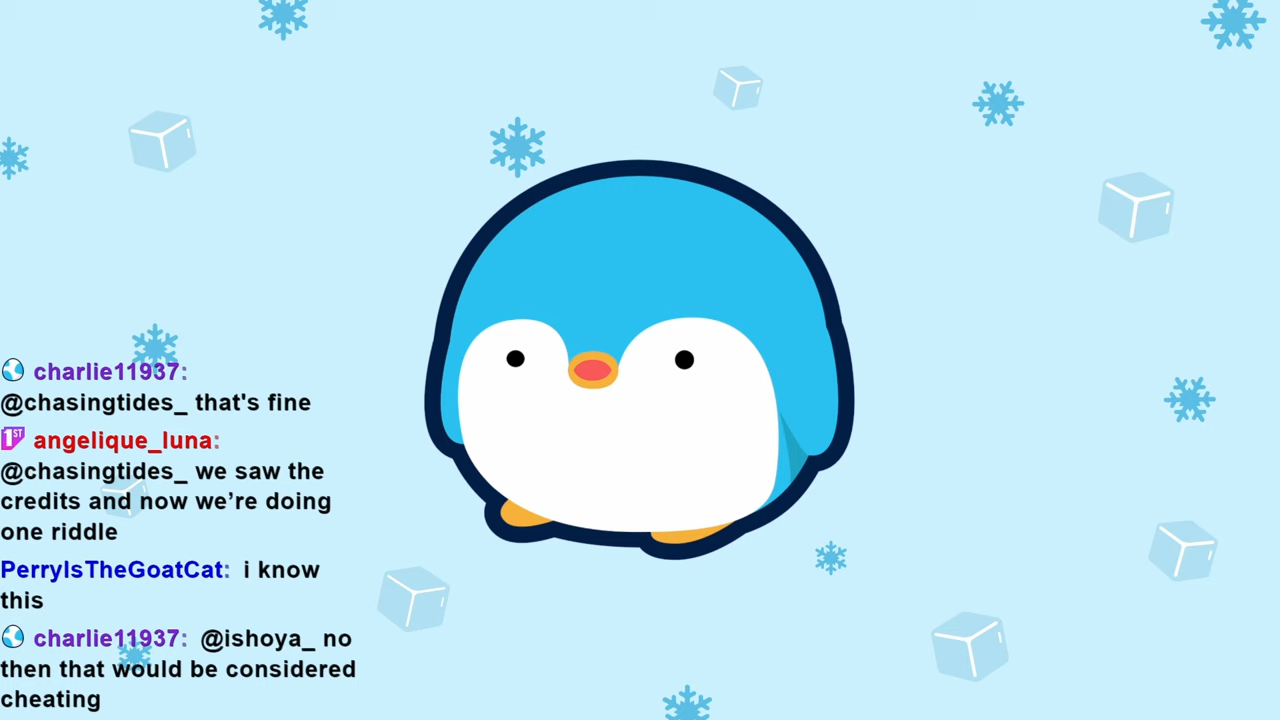 charlie11937:
@chasingtides_ that's fine
1ST angelique_luna:
@chasingtides_ we saw the
credits and now we’re doing
one riddle
PerryIsTheGoatCat: i know
this
charlie11937: @ishoya_ no
then that would be considered
cheating